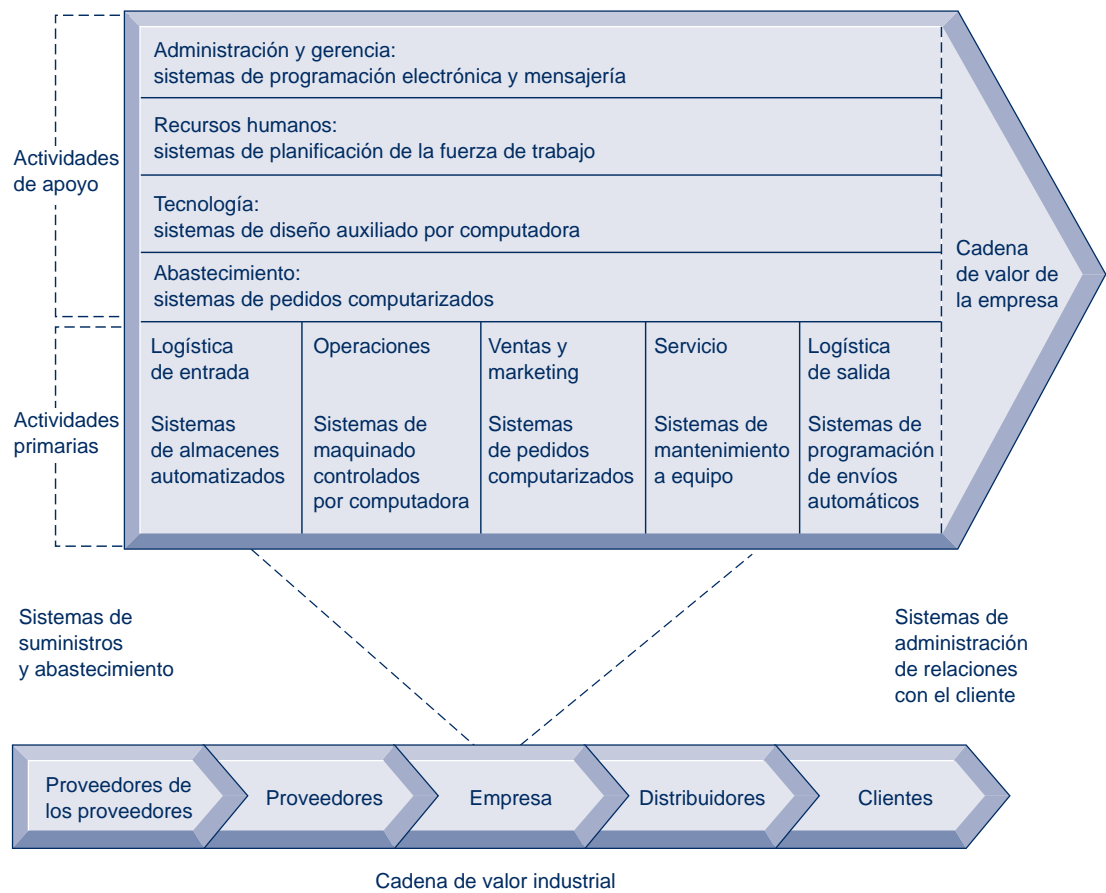 Administración y gerencia:
sistemas de programación electrónica y mensajería
Recursos humanos:
sistemas de planificación de la fuerza de trabajo
Actividades
de apoyo
Tecnología:
sistemas de diseño auxiliado por computadora
Abastecimiento:
sistemas de pedidos computarizados
Cadena
de valor de
la empresa
Actividades
primarias
Logística
de entrada
Sistemas
de almacenes
automatizados
Operaciones
Sistemas de
maquinado
controlados
por computadora
Ventas y
marketing
Sistemas
de pedidos
computarizados
Servicio
Sistemas de
mantenimiento
a equipo
Logística
de salida
Sistemas de
programación
de envíos
automáticos
Sistemas de
suministros
y abastecimiento
Sistemas de
administración
de relaciones
con el cliente
Proveedores de
los proveedores
Proveedores
Empresa
Distribuidores
Clientes
Cadena de valor industrial